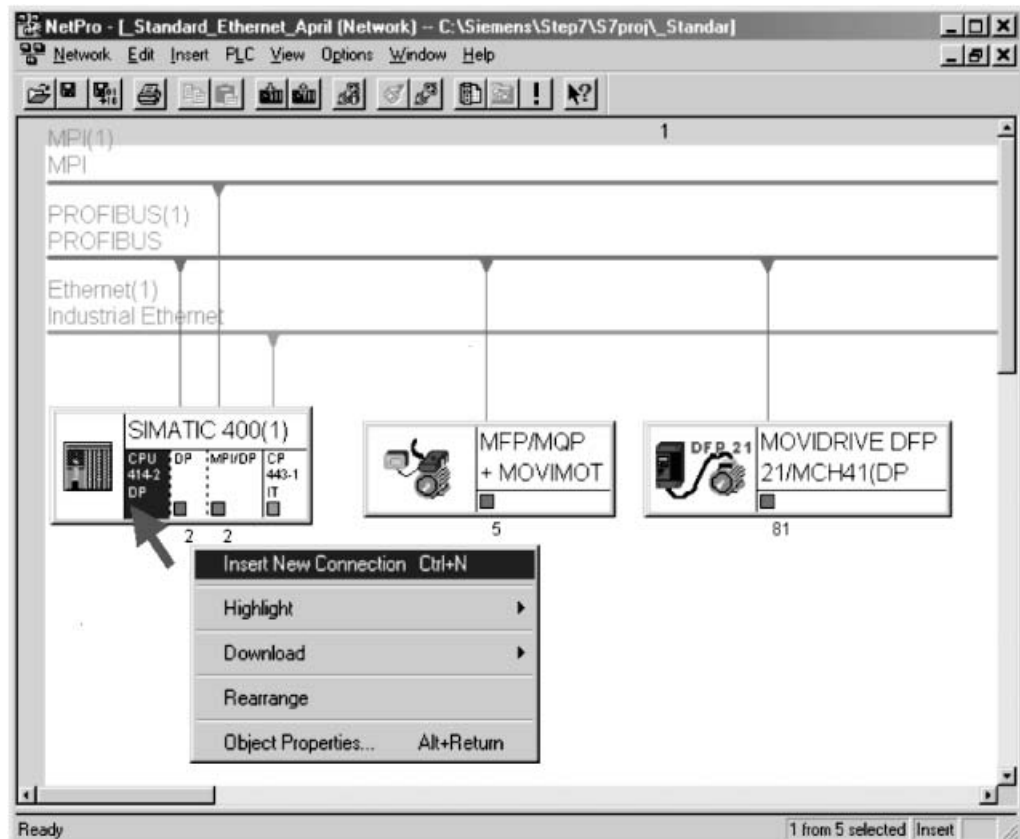 NetPro - [_Standard_Ethernet_April (Network) -- C:\Siemens\Step7\S7proj\_Standar]
Network Edit Insert PLC View Options Window Help
1
MPI(1)
MPI
PROFIBUS(1)
PROFIBUS
Ethernet(1)
Industrial Ethernet
SIMATIC 400(1)
CPU
414-2
DP
DP
MPI/DP
CP
443-1
IT
2 2
MFP/MQP
+ MOVIMOT
5
DFP 21
MOVIDRIVE DFP
21/MCH41(DP
81
Insert New Connection Ctrl+N
Highlight
Download
Rearrange
Object Properties... Alt+Return
Ready 1 from 5 selected Insert